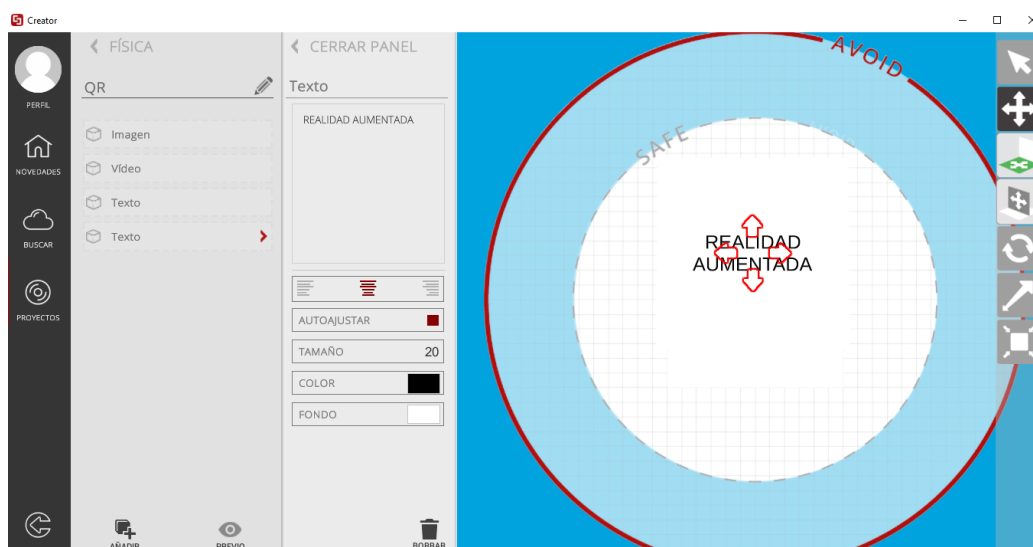 Creator
PERFIL
NOVEDADES
BUSCAR
PROYECTOS
FÍSICA
QR
Imagen
Vídeo
Texto
Texto
AÑADIR
PREVIO
CERRAR PANEL
Texto
REALIDAD AUMENTADA
AUTOAJUSTAR
TAMAÑO 20
COLOR
FONDO
BORRAR
AVOID
SAFE
REALIDAD
AUMENTADA